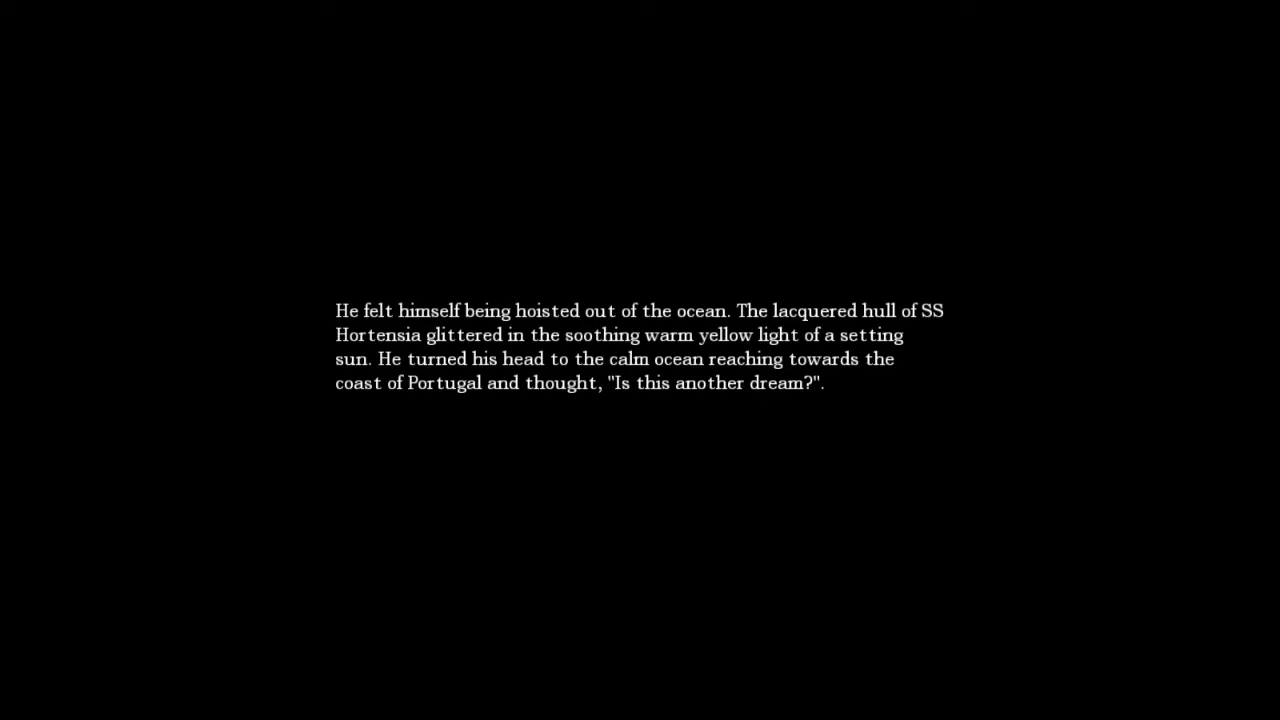 He felt himself being hoisted out of the ocean. The lacquered hull of SS
Hortensia glittered in the soothing warm yellow light of a setting
sun. He turned his head to the calm ocean reaching towards the
coast of Portugal and thought, "Is this another dream?".